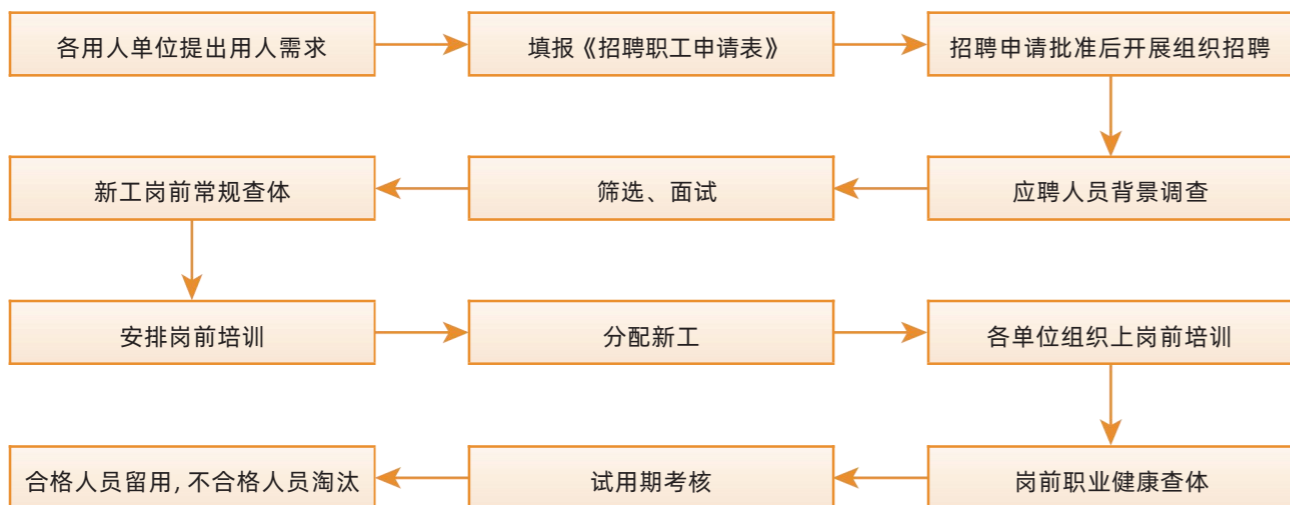 各用人单位提出用人需求
填报《招聘职工申请表》
招聘申请批准后开展组织招聘
应聘人员背景调查
筛选、面试
新工岗前常规查体
安排岗前培训
分配新工
各单位组织上岗前培训
岗前职业健康查体
试用期考核
合格人员留用,不合格人员淘汰